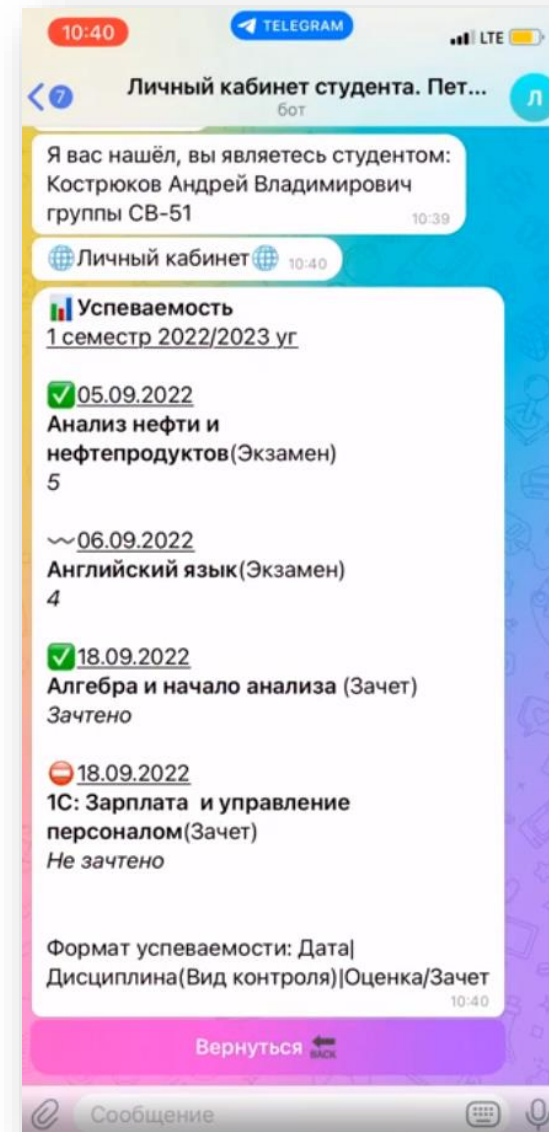 10:40
TELEGRAM
LTE
7
Личный кабинет студента. Пет...
бот
Л
Я вас нашёл, вы являетесь студентом:
Кострюков Андрей Владимирович
группы СВ-51
10:39
Личный кабинет
10:40
Успеваемость
1 семестр 2022/2023 уг
05.09.2022
Анализ нефти и
нефтепродуктов(Экзамен)
5
06.09.2022
Английский язык(Экзамен)
4
18.09.2022
Алгебра и начало анализа (Зачет)
Зачтено
18.09.2022
1С: Зарплата и управление
персоналом(Зачет)
Не зачтено
Формат успеваемости: Дата|
Дисциплина(Вид контроля)|Оценка/Зачет
10:40
Вернуться BACK
Сообщение